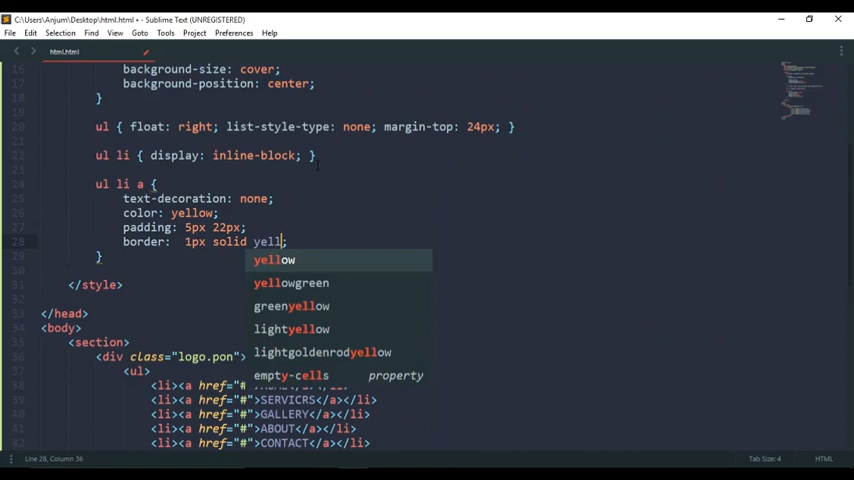 C:\Users\Anjum\Desktop\html.html • - Sublime Text (UNREGISTERED)
File Edit Selection Find View Goto Tools Project Preferences Help
html.html
16 background-size: cover;
17 background-position: center;
18 }
19
20 ul { float: right; list-style-type: none; margin-top: 24px; }
21
22 ul li { display: inline-block; }
23
24 ul li a {
25 text-decoration: none;
26 color: yellow;
27 padding: 5px 22px;
28 border:  1px solid yell;
29 }
30
31 </style>
32
33 </head>
34 <body>
35 <section>
36 <div class="logo.pon">
37 <ul>
38 <li><a href="#
39 <li><a href="#">SERVICRS</a></li>
40 <li><a href="#">GALLERY</a></li>
41 <li><a href="#">ABOUT</a></li>
42 <li><a href="#">CONTACT</a></li>
yellow
yellowgreen
greenyellow
lightyellow
lightgoldenrodyellow
empty-cells property
Line 28, Column 36
Tab Size: 4
HTML